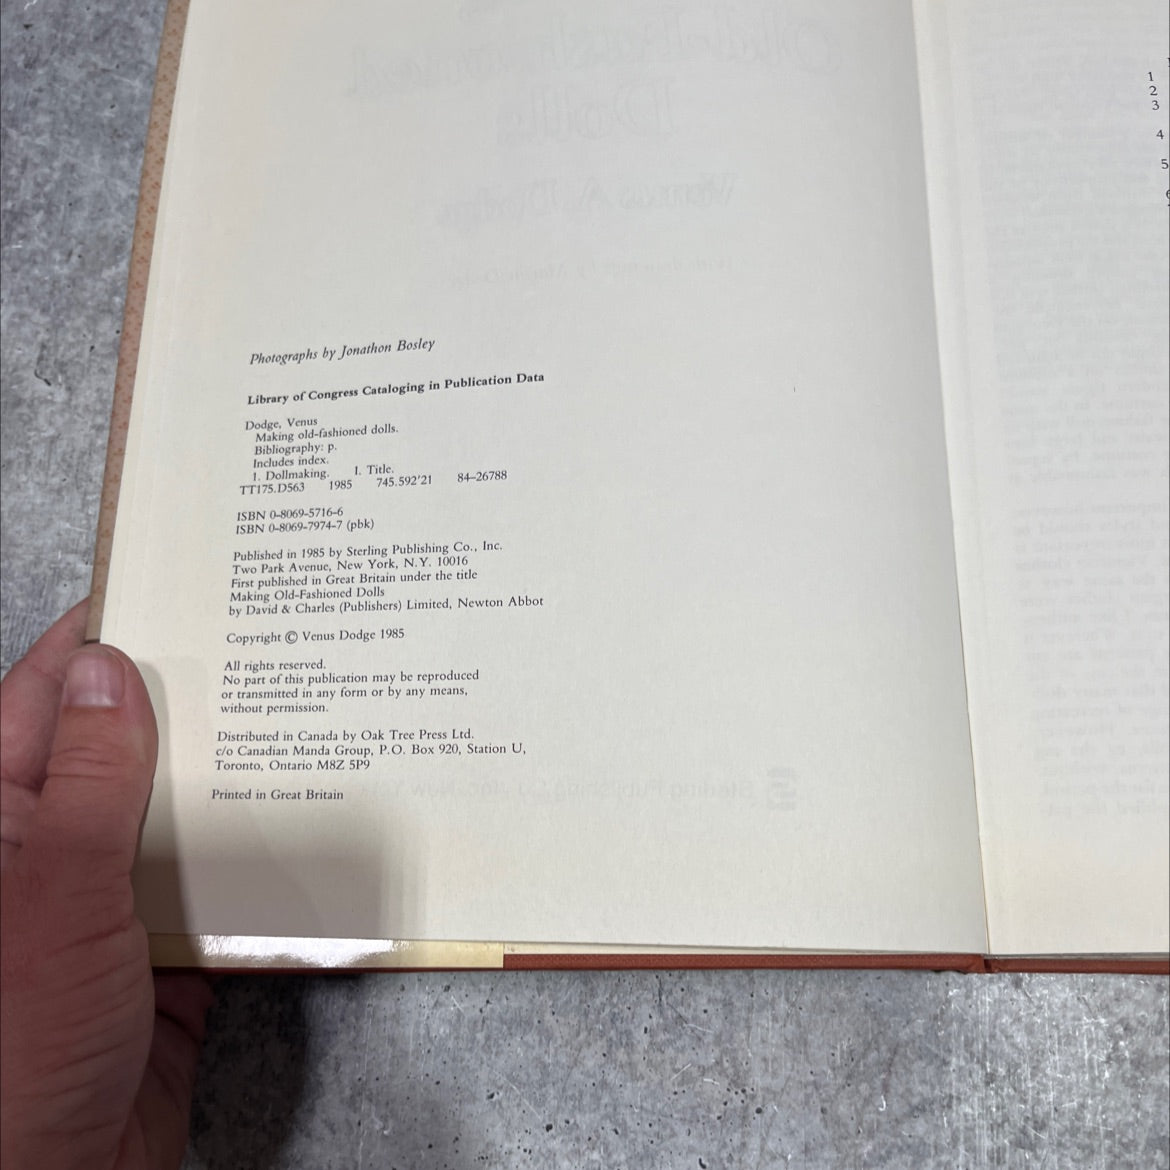 Photographs by Jonathon Bosley
Library of Congress Cataloging in Publication Data
Dodge, Venus
Making old-fashioned dolls.
Bibliography: p.
Includes index.
1. Dollmaking. I. Title.
TT175.D563 1985 745.592'21 84–26788
ISBN 0-8069-5716-6
ISBN 0-8069-7974-7 (pbk)
Published in 1985 by Sterling Publishing Co., Inc.
Two Park Avenue, New York, N.Y. 10016
First published in Great Britain under the title
Making Old-Fashioned Dolls
by David & Charles (Publishers) Limited, Newton Abbot
Copyright © Venus Dodge 1985
All rights reserved.
No part of this publication may be reproduced
or transmitted in any form or by any means,
without permission.
Distributed in Canada by Oak Tree Press Ltd.
c/o Canadian Manda Group, P.O. Box 920, Station U,
Toronto, Ontario M8Z 5P9
Printed in Great Britain
1
2
3
4
5